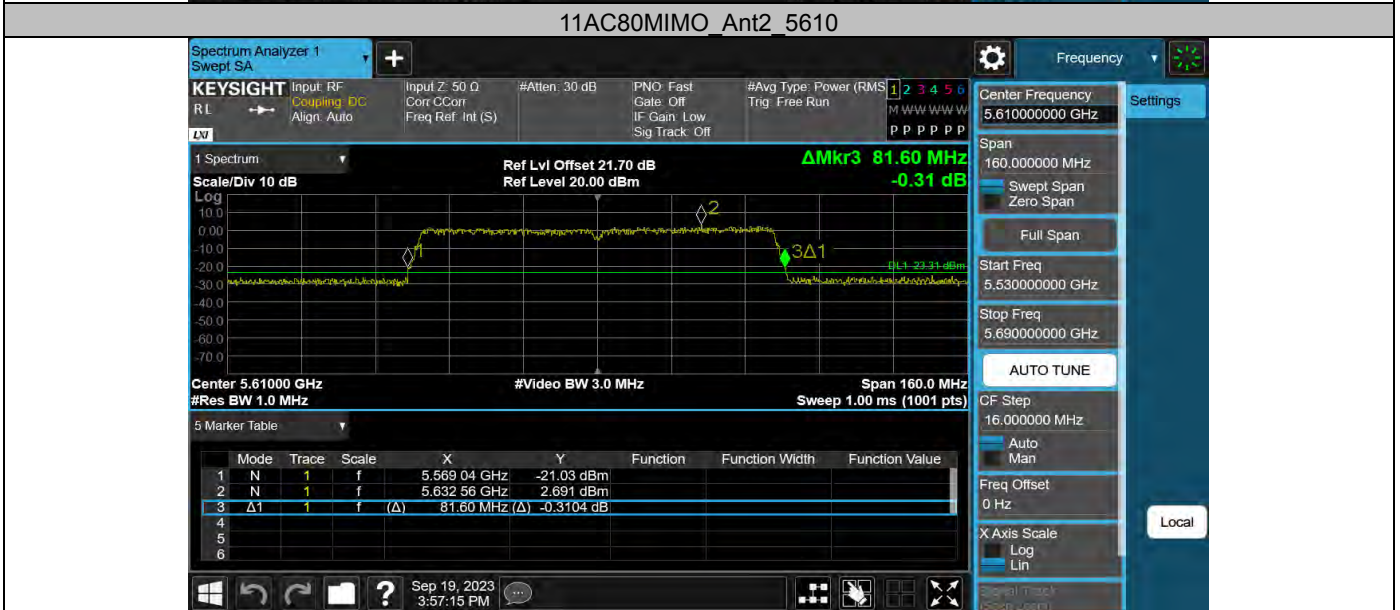 11AC80MIMO_Ant2_5610
Spectrum Analyzer 1
Swept SA
+
Frequency
KEYSIGHT
RL
LXI
Input: RF
Coupling: DC
Align: Auto
Input Z: 50 Ω
Corr CCorr
Freq Ref: Int (S)
#Atten: 30 dB
PNO: Fast
Gate: Off
IF Gain: Low
Sig Track: Off
#Avg Type: Power (RMS
Trig: Free Run
1 2 3 4 5 6
M W W W W W
P P P P P P
Center Frequency
5.610000000 GHz
Settings
Span
160.000000 MHz
Swept Span
Zero Span
Full Span
Start Freq
5.530000000 GHz
Stop Freq
5.690000000 GHz
AUTO TUNE
CF Step
16.000000 MHz
Auto
Man
Freq Offset
0 Hz
X Axis Scale
Log
Lin
Local
1 Spectrum
Scale/Div 10 dB
Ref Lvl Offset 21.70 dB
Ref Level 20.00 dBm
ΔMkr3 81.60 MHz
-0.31 dB
Log
10.0
0.00
-10.0
-20.0
-30.0
-40.0
-50.0
-60.0
-70.0
1
2
3Δ1
DL1 -23.31 dBm
Center 5.61000 GHz
#Video BW 3.0 MHz
Span 160.0 MHz
#Res BW 1.0 MHz
Sweep 1.00 ms (1001 pts)
5 Marker Table
Mode Trace Scale X Y Function Function Width Function Value
1 N 1 f 5.569 04 GHz -21.03 dBm
2 N 1 f 5.632 56 GHz 2.691 dBm
3 Δ1 1 f (Δ) 81.60 MHz (Δ) -0.3104 dB
4
5
6
?
Sep 19, 2023
3:57:15 PM